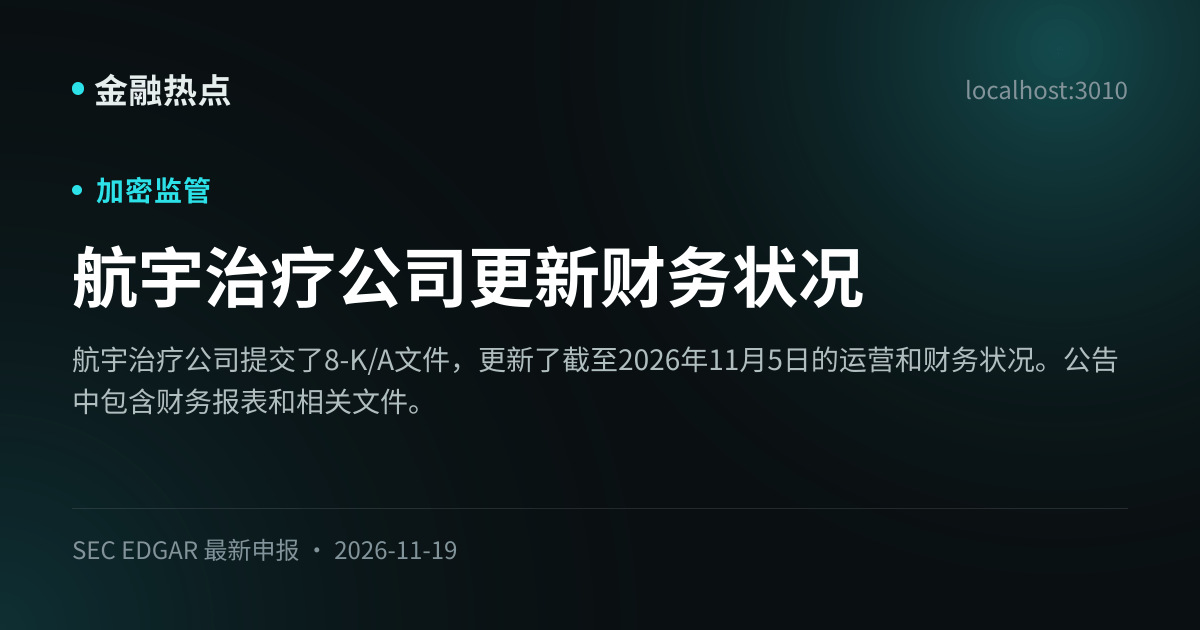 金融热点
localhost:3010
加密监管
航宇治疗公司更新财务状况
航宇治疗公司提交了8-K/A文件，更新了截至2026年11月5日的运营和财务状况。公告
中包含财务报表和相关文件。
SEC EDGAR 最新申报 · 2026-11-19